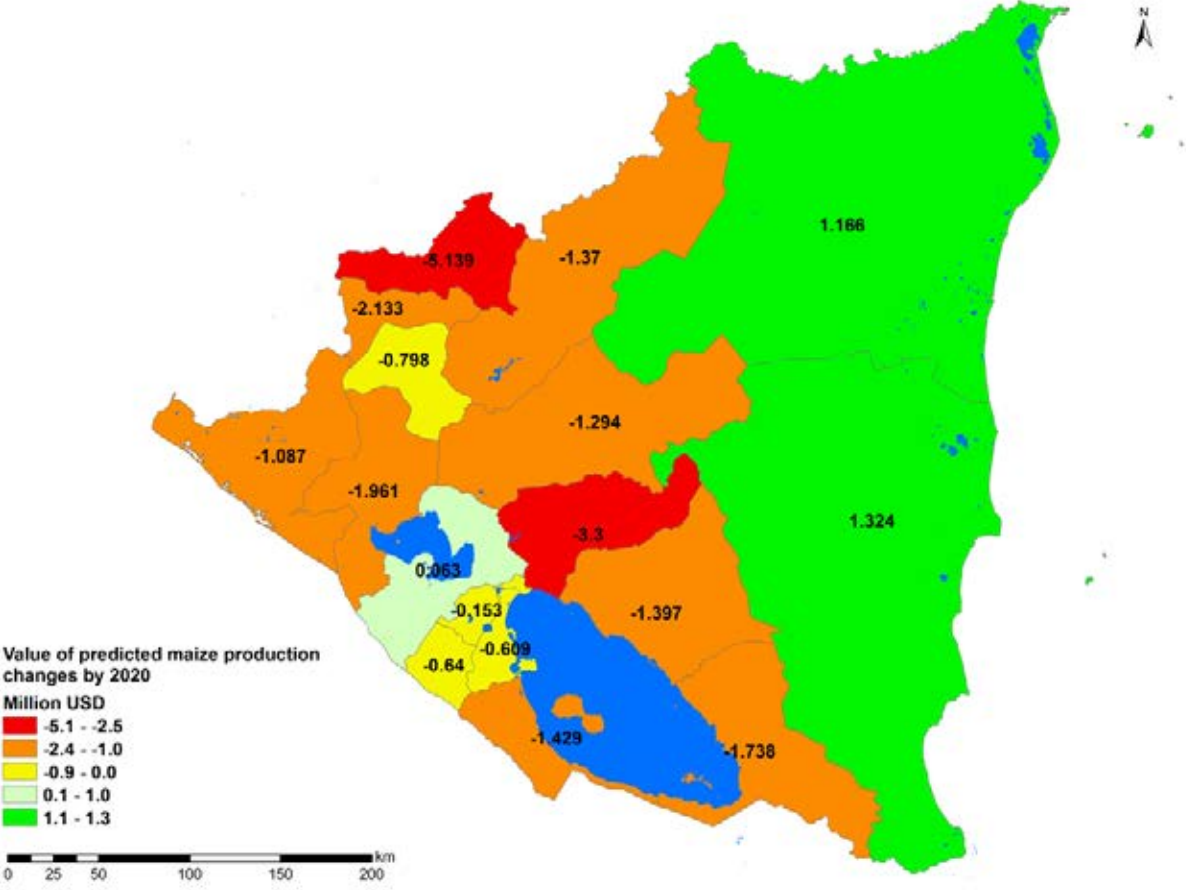 N
1.166
-5.139
-1.37
-2.133
-0.798
-1.294
-1.087
-1.961
1.324
-3.3
0.063
-0.153
-1.397
-0.609
-0.64
-1.429
-1.738
Value of predicted maize production
changes by 2020
Million USD
-5.1 - -2.5
-2.4 - -1.0
-0.9 - 0.0
0.1 - 1.0
1.1 - 1.3
km
0 25 50 100 150 200